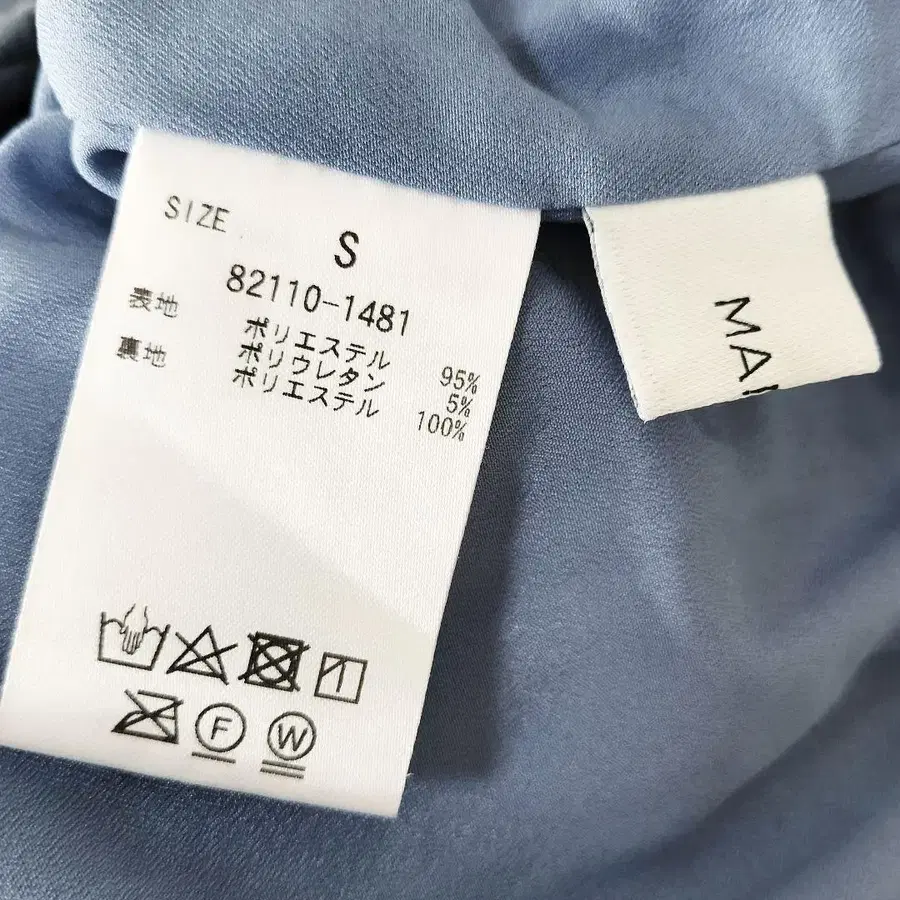 SIZE S
82110-1481
表地 ポリエステル 95%
ポリウレタン 5%
裏地 ポリエステル 100%
F W